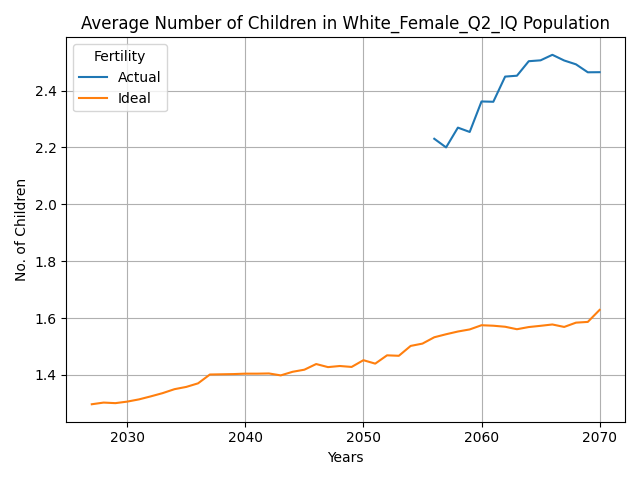 Average Number of Children in White_Female_Q2_IQ Population
Fertility
Actual
Ideal
No. of Children
2.4
2.2
2.0
1.8
1.6
1.4
2030 2040 2050 2060 2070
Years